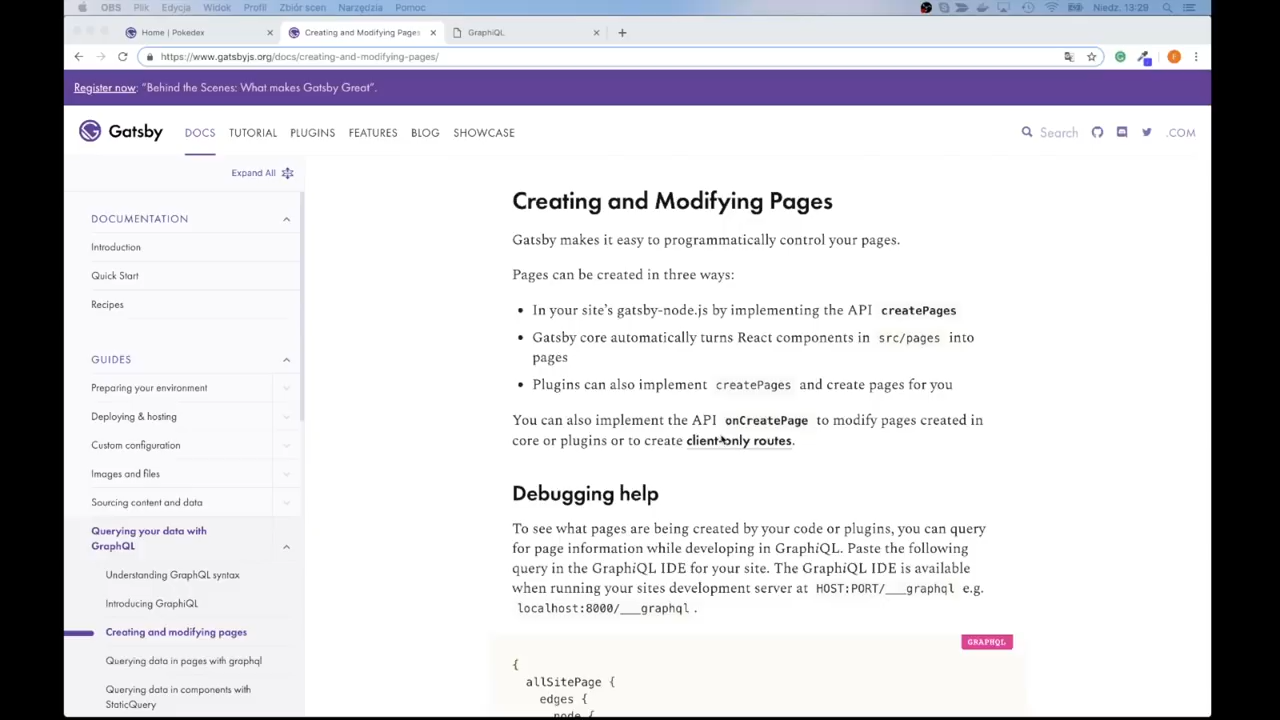 OBS Plik Edycja Widok Profil Zbiór scen Narzędzia Pomoc Niedz. 13:29
Home | Pokedex
Creating and Modifying Pages
GraphiQL
https://www.gatsbyjs.org/docs/creating-and-modifying-pages/
Register now: “Behind the Scenes: What makes Gatsby Great”.
Gatsby DOCS TUTORIAL PLUGINS FEATURES BLOG SHOWCASE Search .COM
Expand All
DOCUMENTATION
Introduction
Quick Start
Recipes
GUIDES
Preparing your environment
Deploying & hosting
Custom configuration
Images and files
Sourcing content and data
Querying your data with
GraphQL
Understanding GraphQL syntax
Introducing GraphiQL
Creating and modifying pages
Querying data in pages with graphql
Querying data in components with
StaticQuery
Creating and Modifying Pages
Gatsby makes it easy to programmatically control your pages.
Pages can be created in three ways:
• In your site’s gatsby-node.js by implementing the API createPages
• Gatsby core automatically turns React components in src/pages into
pages
• Plugins can also implement createPages and create pages for you
You can also implement the API onCreatePage to modify pages created in
core or plugins or to create client-only routes.
Debugging help
To see what pages are being created by your code or plugins, you can query
for page information while developing in GraphiQL. Paste the following
query in the GraphiQL IDE for your site. The GraphiQL IDE is available
when running your sites development server at HOST:PORT/___graphql e.g.
localhost:8000/___graphql .
GRAPHQL
{
allSitePage {
edges {
node {